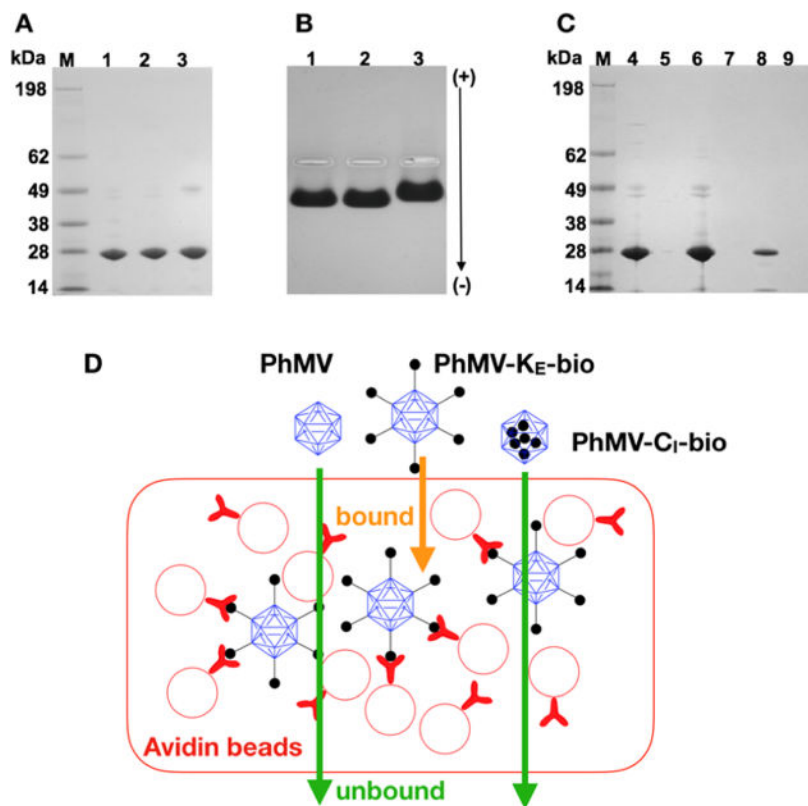 A
kDa M 1 2 3
198
62
49
38
28
14
B
1 2 3
(+)
(-)
C
kDa M 4 5 6 7 8 9
198
62
49
38
28
14
D
PhMV
PhMV-KE-bio
PhMV-CI-bio
bound
Avidin beads
unbound